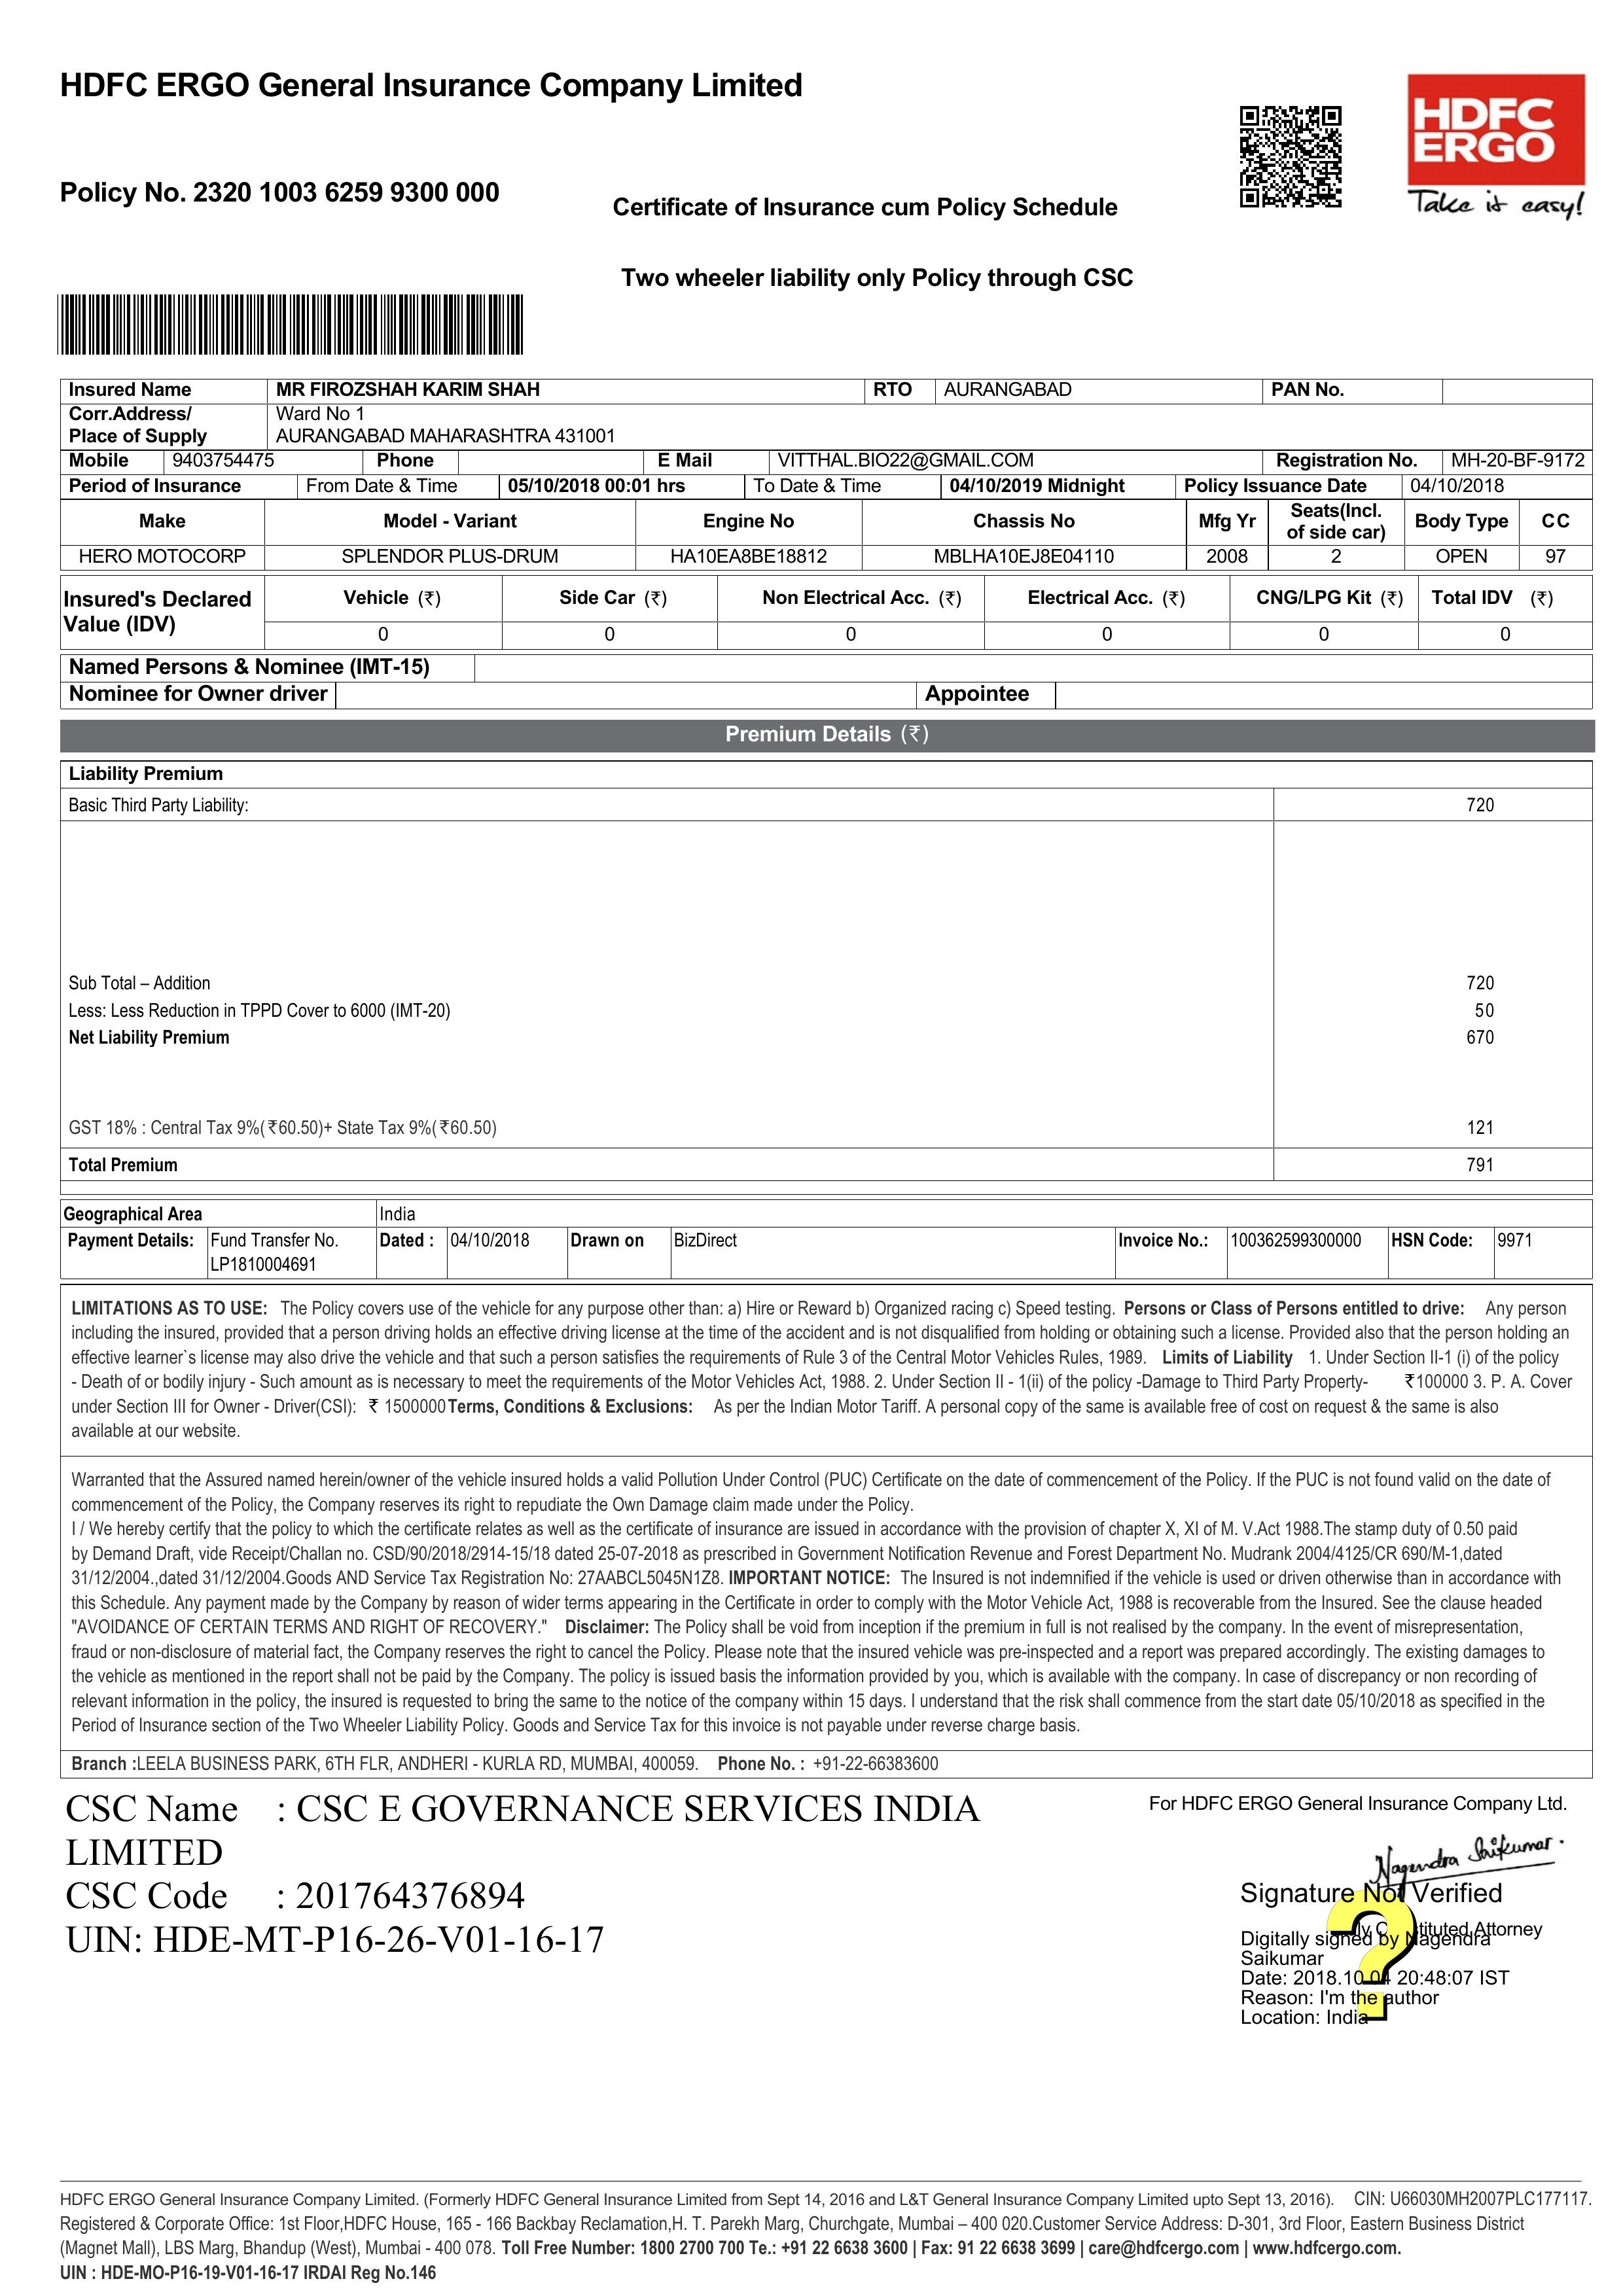 HDFC ERGO General Insurance Company Limited
HDFC
ERGO
Take it easy!
Policy No. 2320 1003 6259 9300 000
Certificate of Insurance cum Policy Schedule
Two wheeler liability only Policy through CSC
Insured Name MR FIROZSHAH KARIM SHAH RTO AURANGABAD PAN No.
Corr.Address/ Ward No 1
Place of Supply AURANGABAD MAHARASHTRA 431001
Mobile 9403754475 Phone E Mail VITTHAL.BIO22@GMAIL.COM Registration No. MH-20-BF-9172
Period of Insurance From Date & Time 05/10/2018 00:01 hrs To Date & Time 04/10/2019 Midnight Policy Issuance Date 04/10/2018
Make Model - Variant Engine No Chassis No Mfg Yr Seats(Incl. of side car) Body Type CC
HERO MOTOCORP SPLENDOR PLUS-DRUM HA10EA8BE18812 MBLHA10EJ8E04110 2008 2 OPEN 97
Insured's Declared Value (IDV) Vehicle (₹) Side Car (₹) Non Electrical Acc. (₹) Electrical Acc. (₹) CNG/LPG Kit (₹) Total IDV (₹)
0 0 0 0 0 0
Named Persons & Nominee (IMT-15)
Nominee for Owner driver Appointee
Premium Details (₹)
Liability Premium
Basic Third Party Liability: 720
Sub Total – Addition 720
Less: Less Reduction in TPPD Cover to 6000 (IMT-20) 50
Net Liability Premium 670
GST 18% : Central Tax 9%(₹60.50)+ State Tax 9%(₹60.50) 121
Total Premium 791
Geographical Area India
Payment Details: Fund Transfer No. Dated : 04/10/2018 Drawn on BizDirect Invoice No.: 100362599300000 HSN Code: 9971
LP1810004691
LIMITATIONS AS TO USE: The Policy covers use of the vehicle for any purpose other than: a) Hire or Reward b) Organized racing c) Speed testing. Persons or Class of Persons entitled to drive: Any person
including the insured, provided that a person driving holds an effective driving license at the time of the accident and is not disqualified from holding or obtaining such a license. Provided also that the person holding an
effective learner`s license may also drive the vehicle and that such a person satisfies the requirements of Rule 3 of the Central Motor Vehicles Rules, 1989. Limits of Liability 1. Under Section II-1 (i) of the policy
- Death of or bodily injury - Such amount as is necessary to meet the requirements of the Motor Vehicles Act, 1988. 2. Under Section II - 1(ii) of the policy -Damage to Third Party Property- ₹100000 3. P. A. Cover
under Section III for Owner - Driver(CSI): ₹ 1500000 Terms, Conditions & Exclusions: As per the Indian Motor Tariff. A personal copy of the same is available free of cost on request & the same is also
available at our website.
Warranted that the Assured named herein/owner of the vehicle insured holds a valid Pollution Under Control (PUC) Certificate on the date of commencement of the Policy. If the PUC is not found valid on the date of
commencement of the Policy, the Company reserves its right to repudiate the Own Damage claim made under the Policy.
I / We hereby certify that the policy to which the certificate relates as well as the certificate of insurance are issued in accordance with the provision of chapter X, XI of M. V.Act 1988.The stamp duty of 0.50 paid
by Demand Draft, vide Receipt/Challan no. CSD/90/2018/2914-15/18 dated 25-07-2018 as prescribed in Government Notification Revenue and Forest Department No. Mudrank 2004/4125/CR 690/M-1,dated
31/12/2004.,dated 31/12/2004.Goods AND Service Tax Registration No: 27AABCL5045N1Z8. IMPORTANT NOTICE: The Insured is not indemnified if the vehicle is used or driven otherwise than in accordance with
this Schedule. Any payment made by the Company by reason of wider terms appearing in the Certificate in order to comply with the Motor Vehicle Act, 1988 is recoverable from the Insured. See the clause headed
"AVOIDANCE OF CERTAIN TERMS AND RIGHT OF RECOVERY." Disclaimer: The Policy shall be void from inception if the premium in full is not realised by the company. In the event of misrepresentation,
fraud or non-disclosure of material fact, the Company reserves the right to cancel the Policy. Please note that the insured vehicle was pre-inspected and a report was prepared accordingly. The existing damages to
the vehicle as mentioned in the report shall not be paid by the Company. The policy is issued basis the information provided by you, which is available with the company. In case of discrepancy or non recording of
relevant information in the policy, the insured is requested to bring the same to the notice of the company within 15 days. I understand that the risk shall commence from the start date 05/10/2018 as specified in the
Period of Insurance section of the Two Wheeler Liability Policy. Goods and Service Tax for this invoice is not payable under reverse charge basis.
Branch :LEELA BUSINESS PARK, 6TH FLR, ANDHERI - KURLA RD, MUMBAI, 400059. Phone No. : +91-22-66383600
CSC Name : CSC E GOVERNANCE SERVICES INDIA
LIMITED
CSC Code : 201764376894
UIN: HDE-MT-P16-26-V01-16-17
For HDFC ERGO General Insurance Company Ltd.
Nagendra Saikumar.
Signature Not Verified
Attorney
Digitally signed by Nagendra
Saikumar
Date: 2018.10.04 20:48:07 IST
Reason: I'm the author
Location: India
HDFC ERGO General Insurance Company Limited. (Formerly HDFC General Insurance Limited from Sept 14, 2016 and L&T General Insurance Company Limited upto Sept 13, 2016). CIN: U66030MH2007PLC177117.
Registered & Corporate Office: 1st Floor,HDFC House, 165 - 166 Backbay Reclamation,H. T. Parekh Marg, Churchgate, Mumbai – 400 020.Customer Service Address: D-301, 3rd Floor, Eastern Business District
(Magnet Mall), LBS Marg, Bhandup (West), Mumbai - 400 078. Toll Free Number: 1800 2700 700 Te.: +91 22 6638 3600 | Fax: 91 22 6638 3699 | care@hdfcergo.com | www.hdfcergo.com.
UIN : HDE-MO-P16-19-V01-16-17 IRDAI Reg No.146